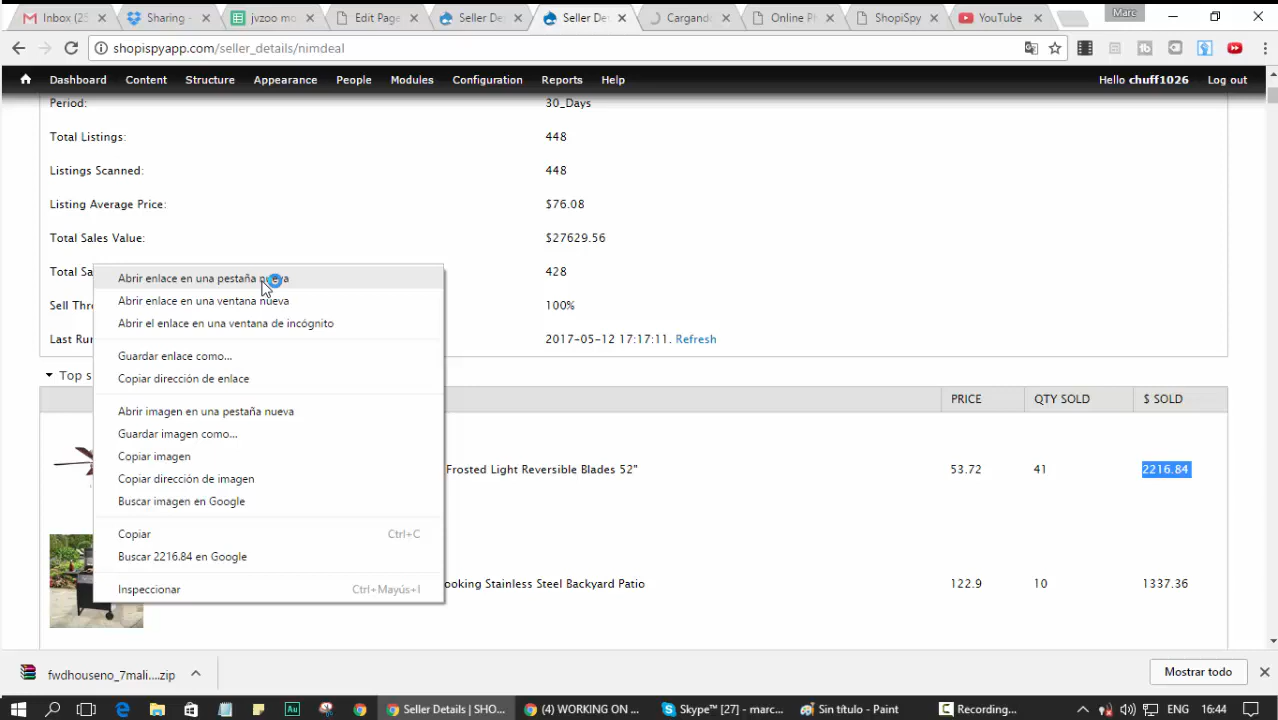 Inbox (25
Sharing -
jvzoo mo
Edit Page
Seller De
Seller De
Cargand
Online P
ShopiSpy
YouTube
Marc
shopispyapp.com/seller_details/nimdeal
Dashboard Content Structure Appearance People Modules Configuration Reports Help
Hello chuff1026 Log out
Period: 30_Days
Total Listings: 448
Listings Scanned: 448
Listing Average Price: $76.08
Total Sales Value: $27629.56
Total Sa 428
Sell Thr 100%
Last Run 2017-05-12 17:17:11. Refresh
Abrir enlace en una pestaña nueva
Abrir enlace en una ventana nueva
Abrir el enlace en una ventana de incógnito
Guardar enlace como...
Copiar dirección de enlace
Abrir imagen en una pestaña nueva
Guardar imagen como...
Copiar imagen
Copiar dirección de imagen
Buscar imagen en Google
Copiar Ctrl+C
Buscar 2216.84 en Google
Inspeccionar Ctrl+Mayús+I
Top s
PRICE QTY SOLD $ SOLD
Frosted Light Reversible Blades 52" 53.72 41 2216.84
ooking Stainless Steel Backyard Patio 122.9 10 1337.36
fwdhouseno_7mali....zip
Mostrar todo
Au
Seller Details | SHO...
(4) WORKING ON ...
Skype™ [27] - marc...
Sin título - Paint
Recording...
ENG
16:44